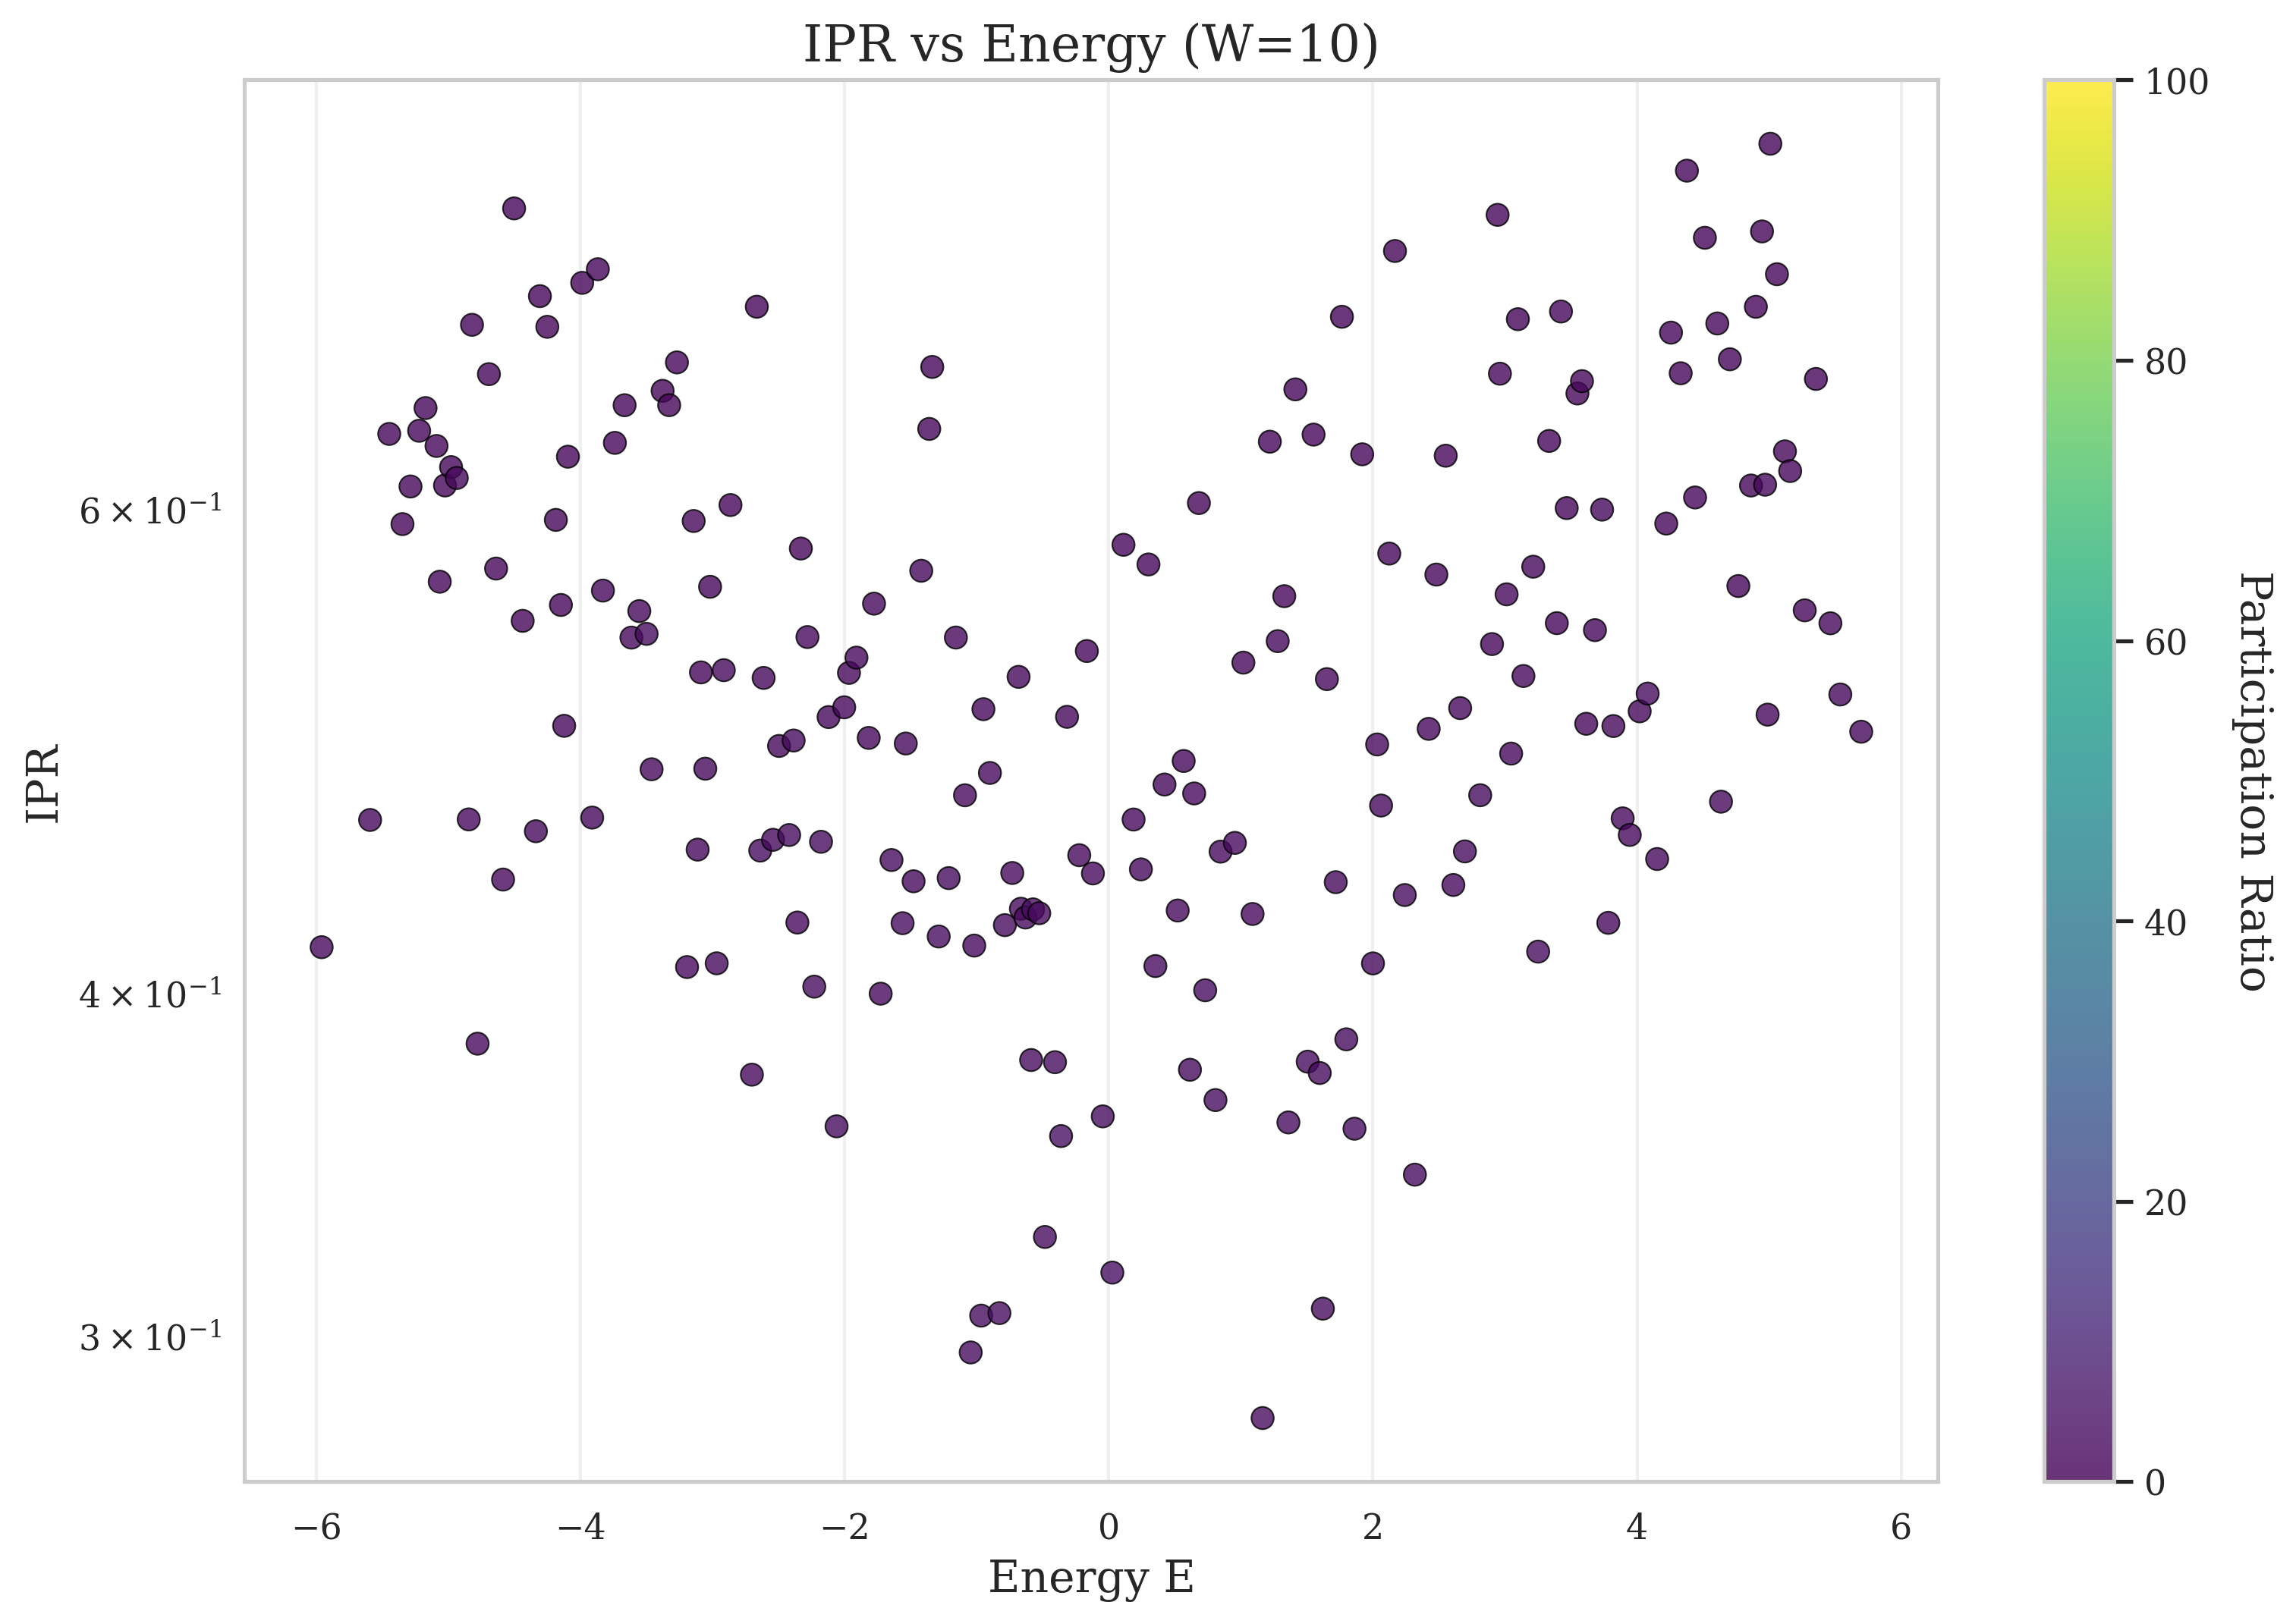 IPR vs Energy (W=10)
IPR
6 × 10⁻¹
4 × 10⁻¹
3 × 10⁻¹
−6
−4
−2
0
2
4
6
Energy E
100
80
60
40
20
0
Participation Ratio